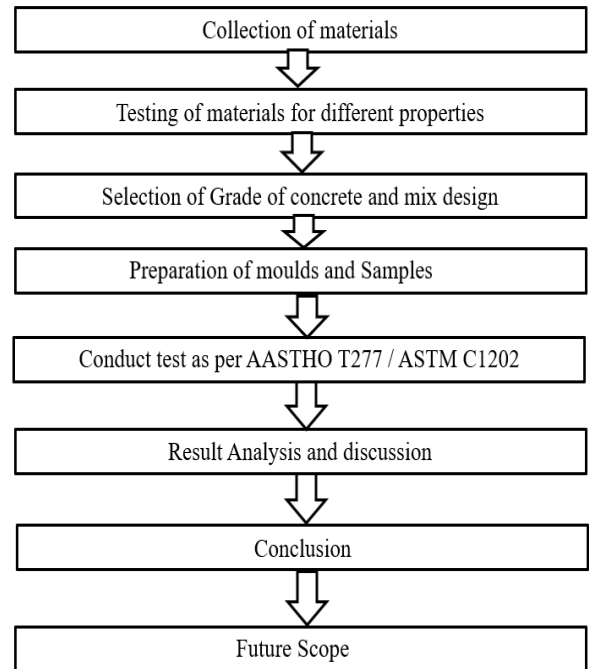 Collection of materials
Testing of materials for different properties
Selection of Grade of concrete and mix design
Preparation of moulds and Samples
Conduct test as per AASTHO T277 / ASTM C1202
Result Analysis and discussion
Conclusion
Future Scope